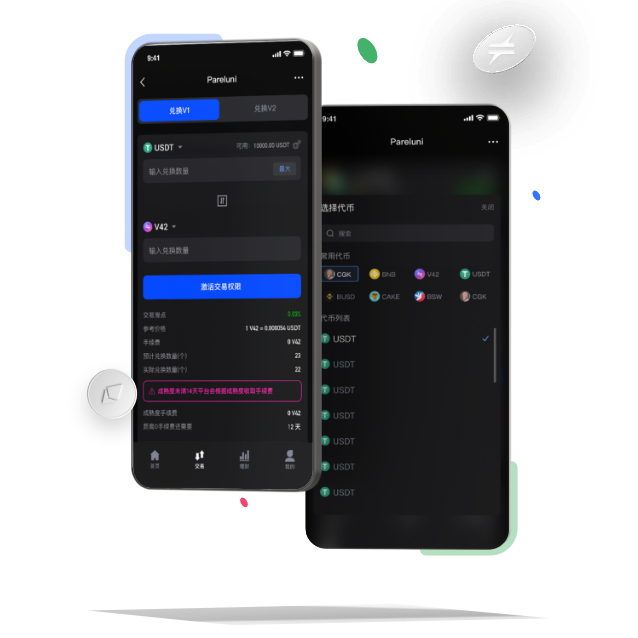 9:41
Pareluni
兑换V1
兑换V2
USDT
可用: 10000.00 USDT
输入兑换数量
最大
V42
输入兑换数量
激活交易权限
交易滑点
0.03%
参考价格
1 V42 = 0.000054 USDT
手续费
0 V42
预计兑换数量(个)
23
实际兑换数量(个)
22
成熟度未满14天平台会根据成熟度收取手续费
成熟度手续费
0 V42
距离0手续费还需要
12 天
首页
交易
理财
我的
9:41
Pareluni
选择代币
关闭
搜索
常用代币
CGK
BNB
V42
USDT
BUSD
CAKE
BSW
CGK
代币列表
USDT
USDT
USDT
USDT
USDT
USDT
USDT